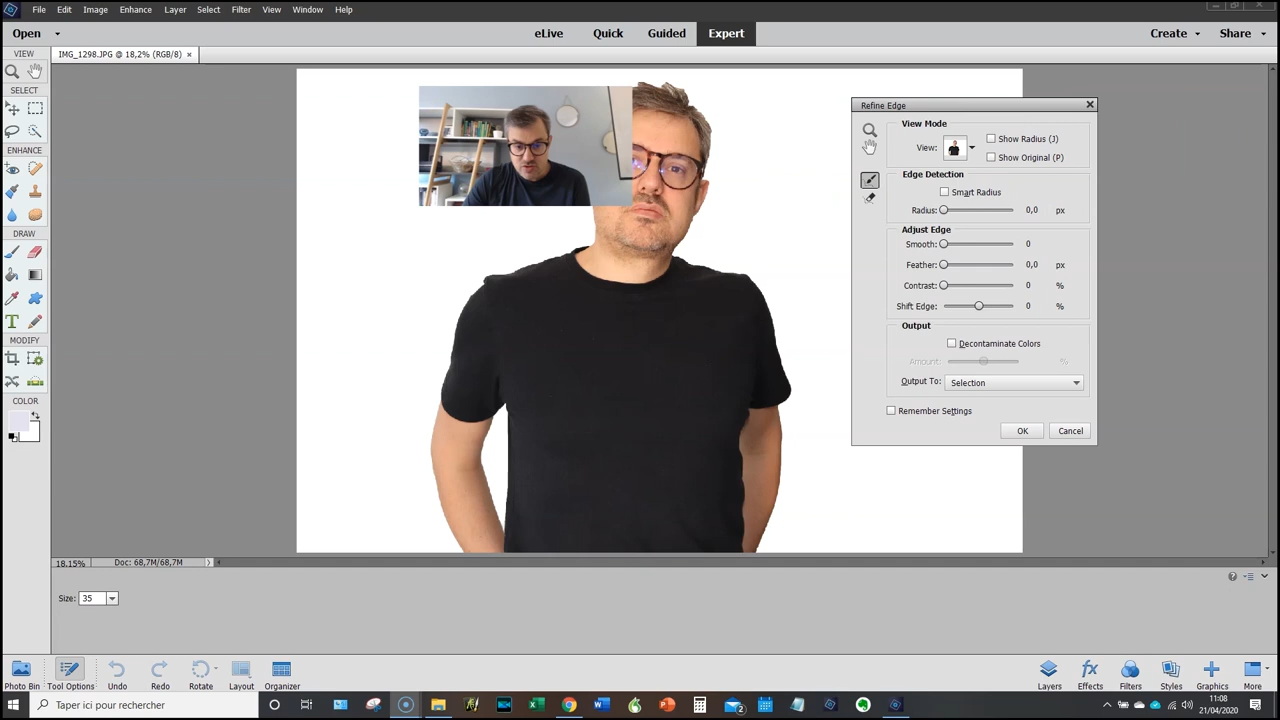 File Edit Image Enhance Layer Select Filter View Window Help
Open eLive Quick Guided Expert Create Share
VIEW
IMG_1298.JPG @ 18,2% (RGB/8) ×
SELECT
ENHANCE
DRAW
MODIFY
COLOR
Refine Edge
View Mode
View: Show Radius (J)
Show Original (P)
Edge Detection
Smart Radius
Radius: 0,0 px
Adjust Edge
Smooth: 0
Feather: 0,0 px
Contrast: 0 %
Shift Edge: 0 %
Output
Decontaminate Colors
Amount: %
Output To: Selection
Remember Settings
OK Cancel
18.15% Doc: 68,7M/68,7M
Size: 35
Photo Bin Tool Options Undo Redo Rotate Layout Organizer Layers Effects Filters Styles Graphics More
Taper ici pour rechercher
11:08
21/04/2020